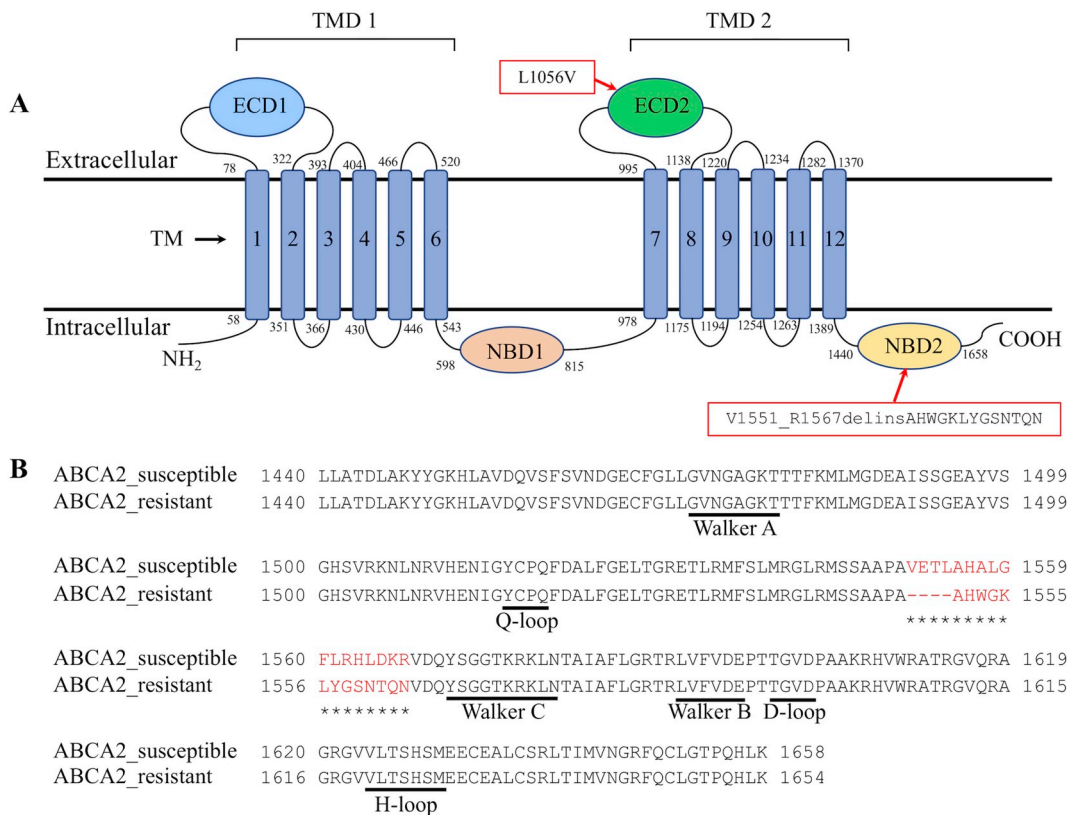 TMD 1 TMD 2
L1056V
A
ECD1 ECD2
Extracellular 78 322 393 404 466 520 995 1138 1220 1234 1282 1370
TM 1 2 3 4 5 6 7 8 9 10 11 12
Intracellular 58 351 366 430 446 543 978 1175 1194 1254 1263 1389
NH2 598 NBD1 815 1440 NBD2 1658 COOH
V1551_R1567delinsAHWGKLYGSNTQN
B
ABCA2_susceptible 1440 LLATDLAKYYGKHLAVDQVSFSVNDGECFGLLGVNGAGKTTTFKMLMGDEAISSGEAYVS 1499
ABCA2_resistant 1440 LLATDLAKYYGKHLAVDQVSFSVNDGECFGLLGVNGAGKTTTFKMLMGDEAISSGEAYVS 1499
Walker A
ABCA2_susceptible 1500 GHSVRKNLNRVHENIGYCPQFDALFGELTGRETLRMFSLMRGLRMSSAAPAVETLAHALG 1559
ABCA2_resistant 1500 GHSVRKNLNRVHENIGYCPQFDALFGELTGRETLRMFSLMRGLRMSSAAPA----AHWGK 1555
Q-loop *********
ABCA2_susceptible 1560 FLRHLDKRVDQYSGGTKRKLNTAIAFLGRTRLVFVDEPTTGVDPAAKRHVWRATRGVQRA 1619
ABCA2_resistant 1556 LYGSNTQNVDQYSGGTKRKLNTAIAFLGRTRLVFVDEPTTGVDPAAKRHVWRATRGVQRA 1615
******** Walker C Walker B D-loop
ABCA2_susceptible 1620 GRGVVLTSHSMEECEALCSRLTIMVNGRFQCLGTPQHLK 1658
ABCA2_resistant 1616 GRGVVLTSHSMEECEALCSRLTIMVNGRFQCLGTPQHLK 1654
H-loop